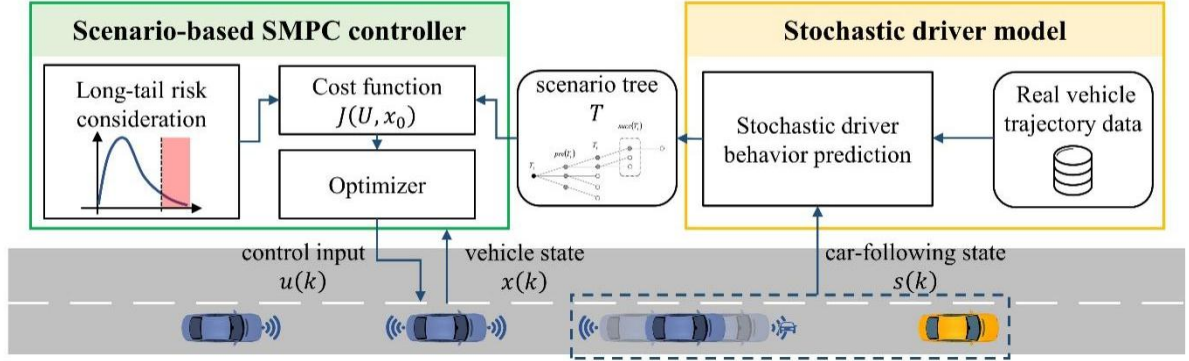 Scenario-based SMPC controller
Long-tail risk
consideration
Cost function
J(U, x₀)
Optimizer
scenario tree
T
Stochastic driver model
Stochastic driver
behavior prediction
Real vehicle
trajectory data
control input
u(k)
vehicle state
x(k)
car-following state
s(k)